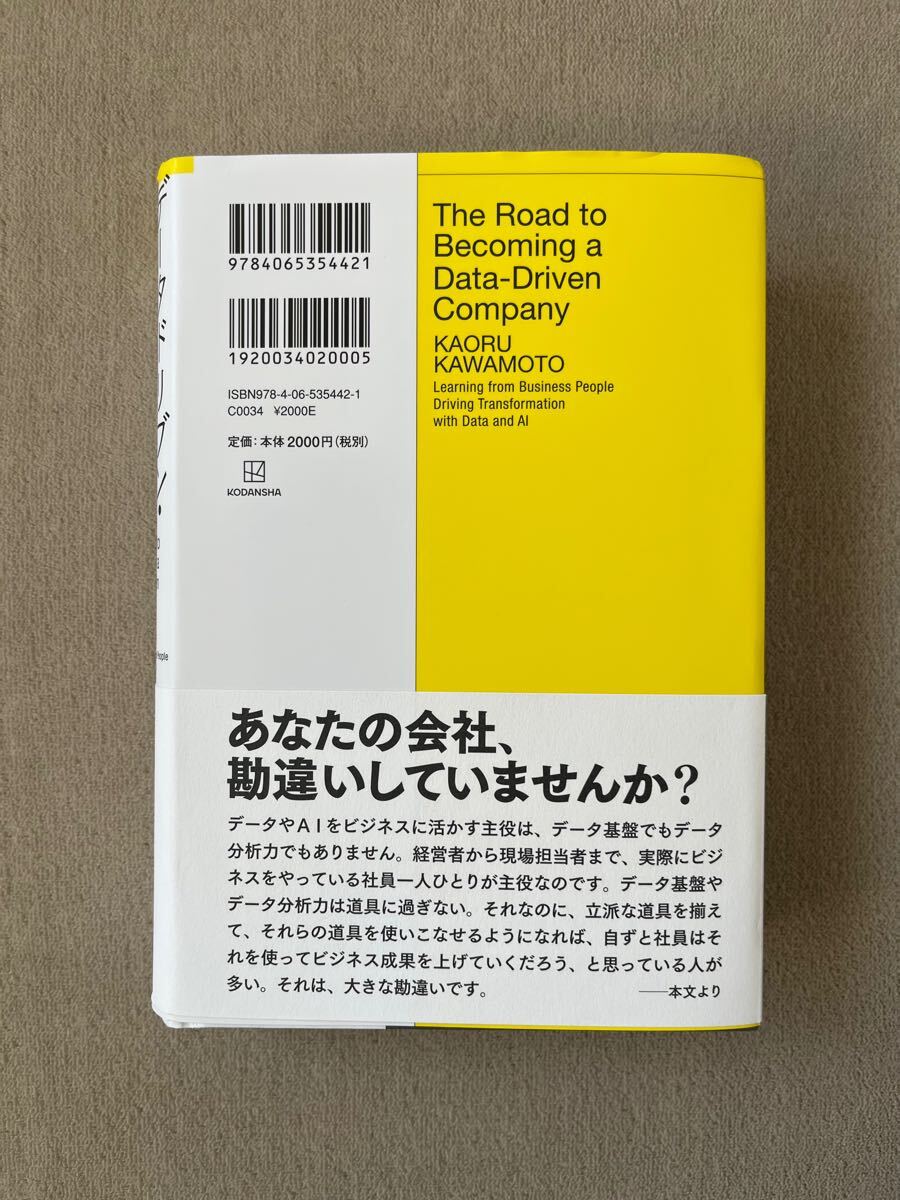 データドリブン・
9784065354421
1920034020005
ISBN978-4-06-535442-1
C0034 ¥2000E
定価：本体2000円（税別）
KODANSHA
The Road to
Becoming a
Data-Driven
Company
KAORU
KAWAMOTO
Learning from Business People
Driving Transformation
with Data and AI
People
あなたの会社、
勘違いしていませんか？
データやAIをビジネスに活かす主役は、データ基盤でもデータ
分析力でもありません。経営者から現場担当者まで、実際にビジ
ネスをやっている社員一人ひとりが主役なのです。データ基盤や
データ分析力は道具に過ぎない。それなのに、立派な道具を揃え
て、それらの道具を使いこなせるようになれば、自ずと社員はそ
れを使ってビジネス成果を上げていくだろう、と思っている人が
多い。それは、大きな勘違いです。
――本文より